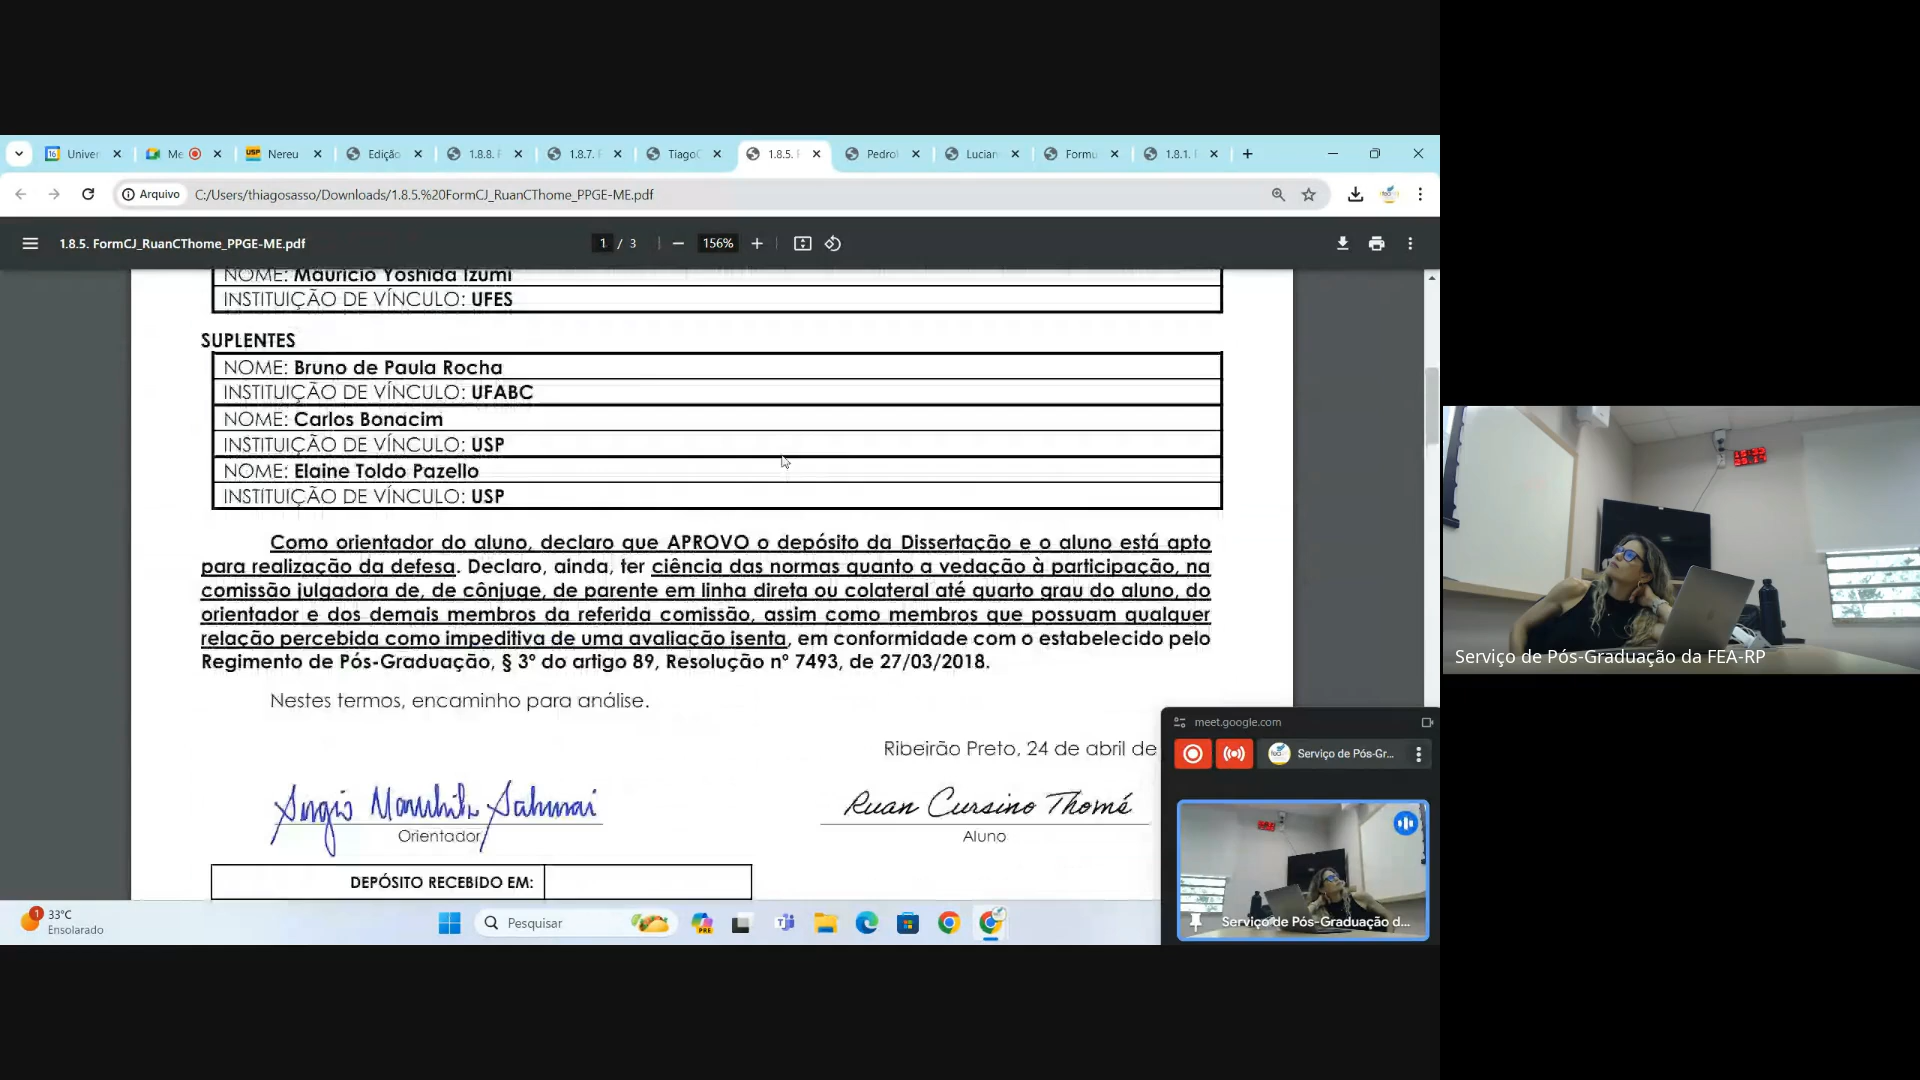 Univer
Me
Nereu
Edição
1.8.8. F
1.8.7. F
TiagoC
1.8.5. F
Pedrol
Lucian
Formu
1.8.1. I
Arquivo C:/Users/thiagosasso/Downloads/1.8.5.%20FormCJ_RuanCThome_PPGE-ME.pdf
1.8.5. FormCJ_RuanCThome_PPGE-ME.pdf
1 / 3
156%
NOME: Mauricio Yoshida Izumi
INSTITUIÇÃO DE VÍNCULO: UFES
SUPLENTES
NOME: Bruno de Paula Rocha
INSTITUIÇÃO DE VÍNCULO: UFABC
NOME: Carlos Bonacim
INSTITUIÇÃO DE VÍNCULO: USP
NOME: Elaine Toldo Pazello
INSTITUIÇÃO DE VÍNCULO: USP
Como orientador do aluno, declaro que APROVO o depósito da Dissertação e o aluno está apto
para realização da defesa. Declaro, ainda, ter ciência das normas quanto a vedação à participação, na
comissão julgadora de, de cônjuge, de parente em linha direta ou colateral até quarto grau do aluno, do
orientador e dos demais membros da referida comissão, assim como membros que possuam qualquer
relação percebida como impeditiva de uma avaliação isenta, em conformidade com o estabelecido pelo
Regimento de Pós-Graduação, § 3º do artigo 89, Resolução nº 7493, de 27/03/2018.
Nestes termos, encaminho para análise.
Ribeirão Preto, 24 de abril de
Ruan Cursino Thomé
Orientador
Aluno
DEPÓSITO RECEBIDO EM:
meet.google.com
Serviço de Pós-Gr...
Serviço de Pós-Graduação d...
1
33°C
Ensolarado
Pesquisar
PRE
Serviço de Pós-Graduação da FEA-RP